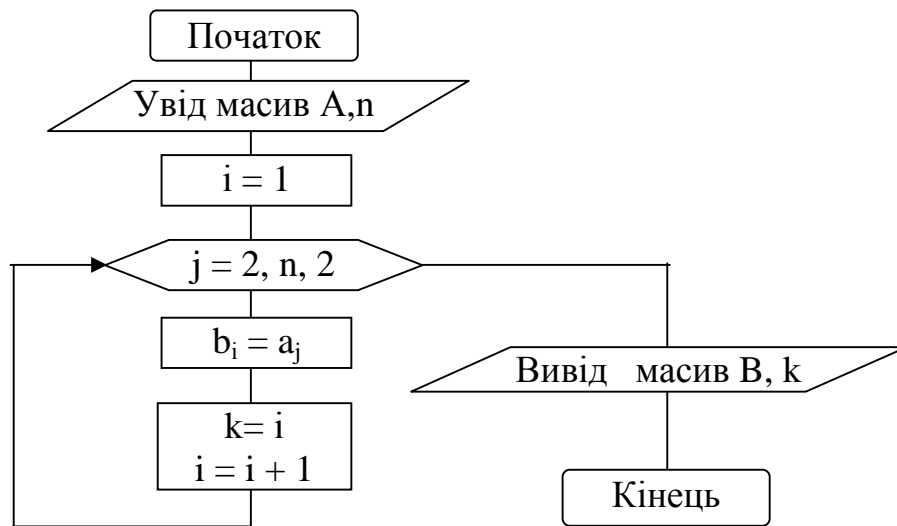 Початок
Увід масив А,n
i = 1
j = 2, n, 2
bᵢ = aⱼ
k= i
i = i + 1
Вивід масив В, k
Кінець